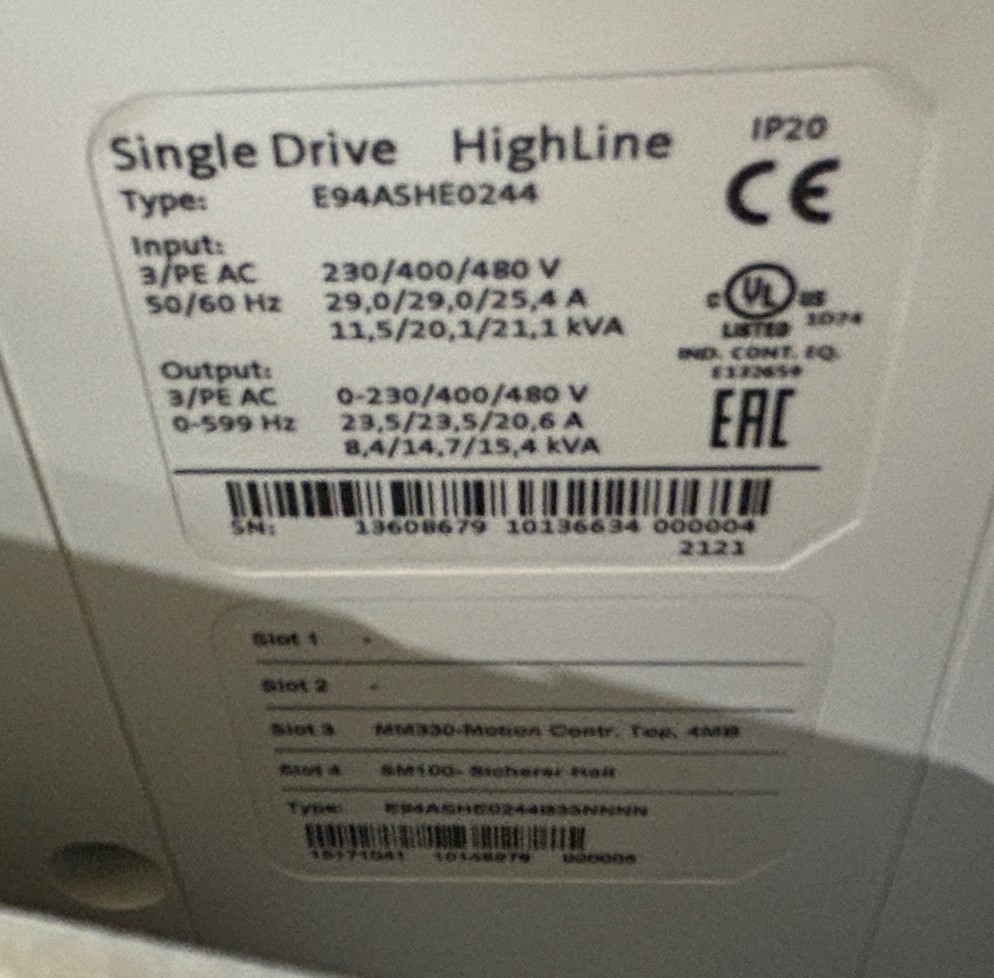 Single Drive HighLine IP20
Type: E94ASHE0244
CE
Input:
3/PE AC 230/400/480 V
50/60 Hz 29,0/29,0/25,4 A
11,5/20,1/21,1 kVA
C UL US
LISTED 1D74
IND. CONT. EQ.
E132659
Output:
3/PE AC 0-230/400/480 V
0-599 Hz 23,5/23,5/20,6 A
8,4/14,7/15,4 kVA
EAC
SN: 13608679 10136634 000004
2121
Slot 1 -
Slot 2 -
Slot 3 MM330-Motion Contr. Top, 4MB
Slot 4 SM100- Sicherer Halt
Type: E94ASHE0244B33NNNN